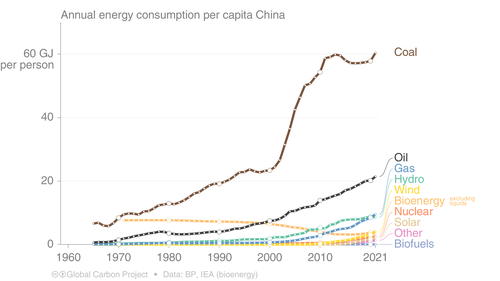 Annual energy consumption per capita China
60 GJ
per person
40
20
0
1960
1970
1980
1990
2000
2010
2021
Coal
Oil
Gas
Hydro
Wind
Bioenergy excluding liquids
Nuclear
Solar
Other
Biofuels
Global Carbon Project • Data: BP, IEA (bioenergy)